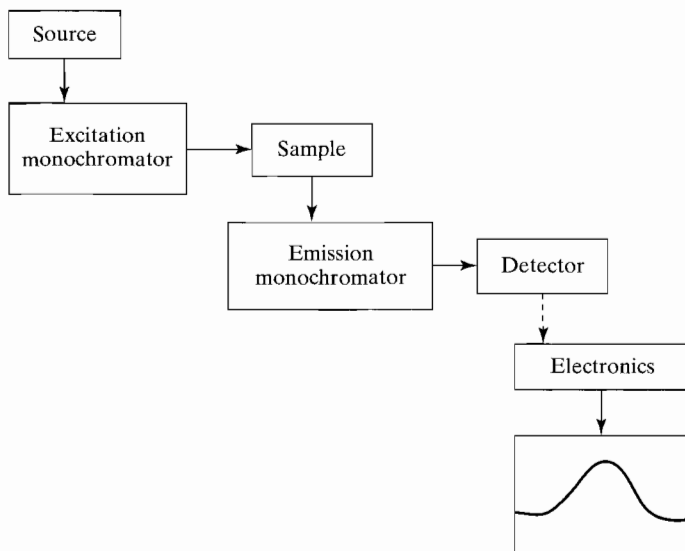 Source
Excitation
monochromator
Sample
Emission
monochromator
Detector
Electronics